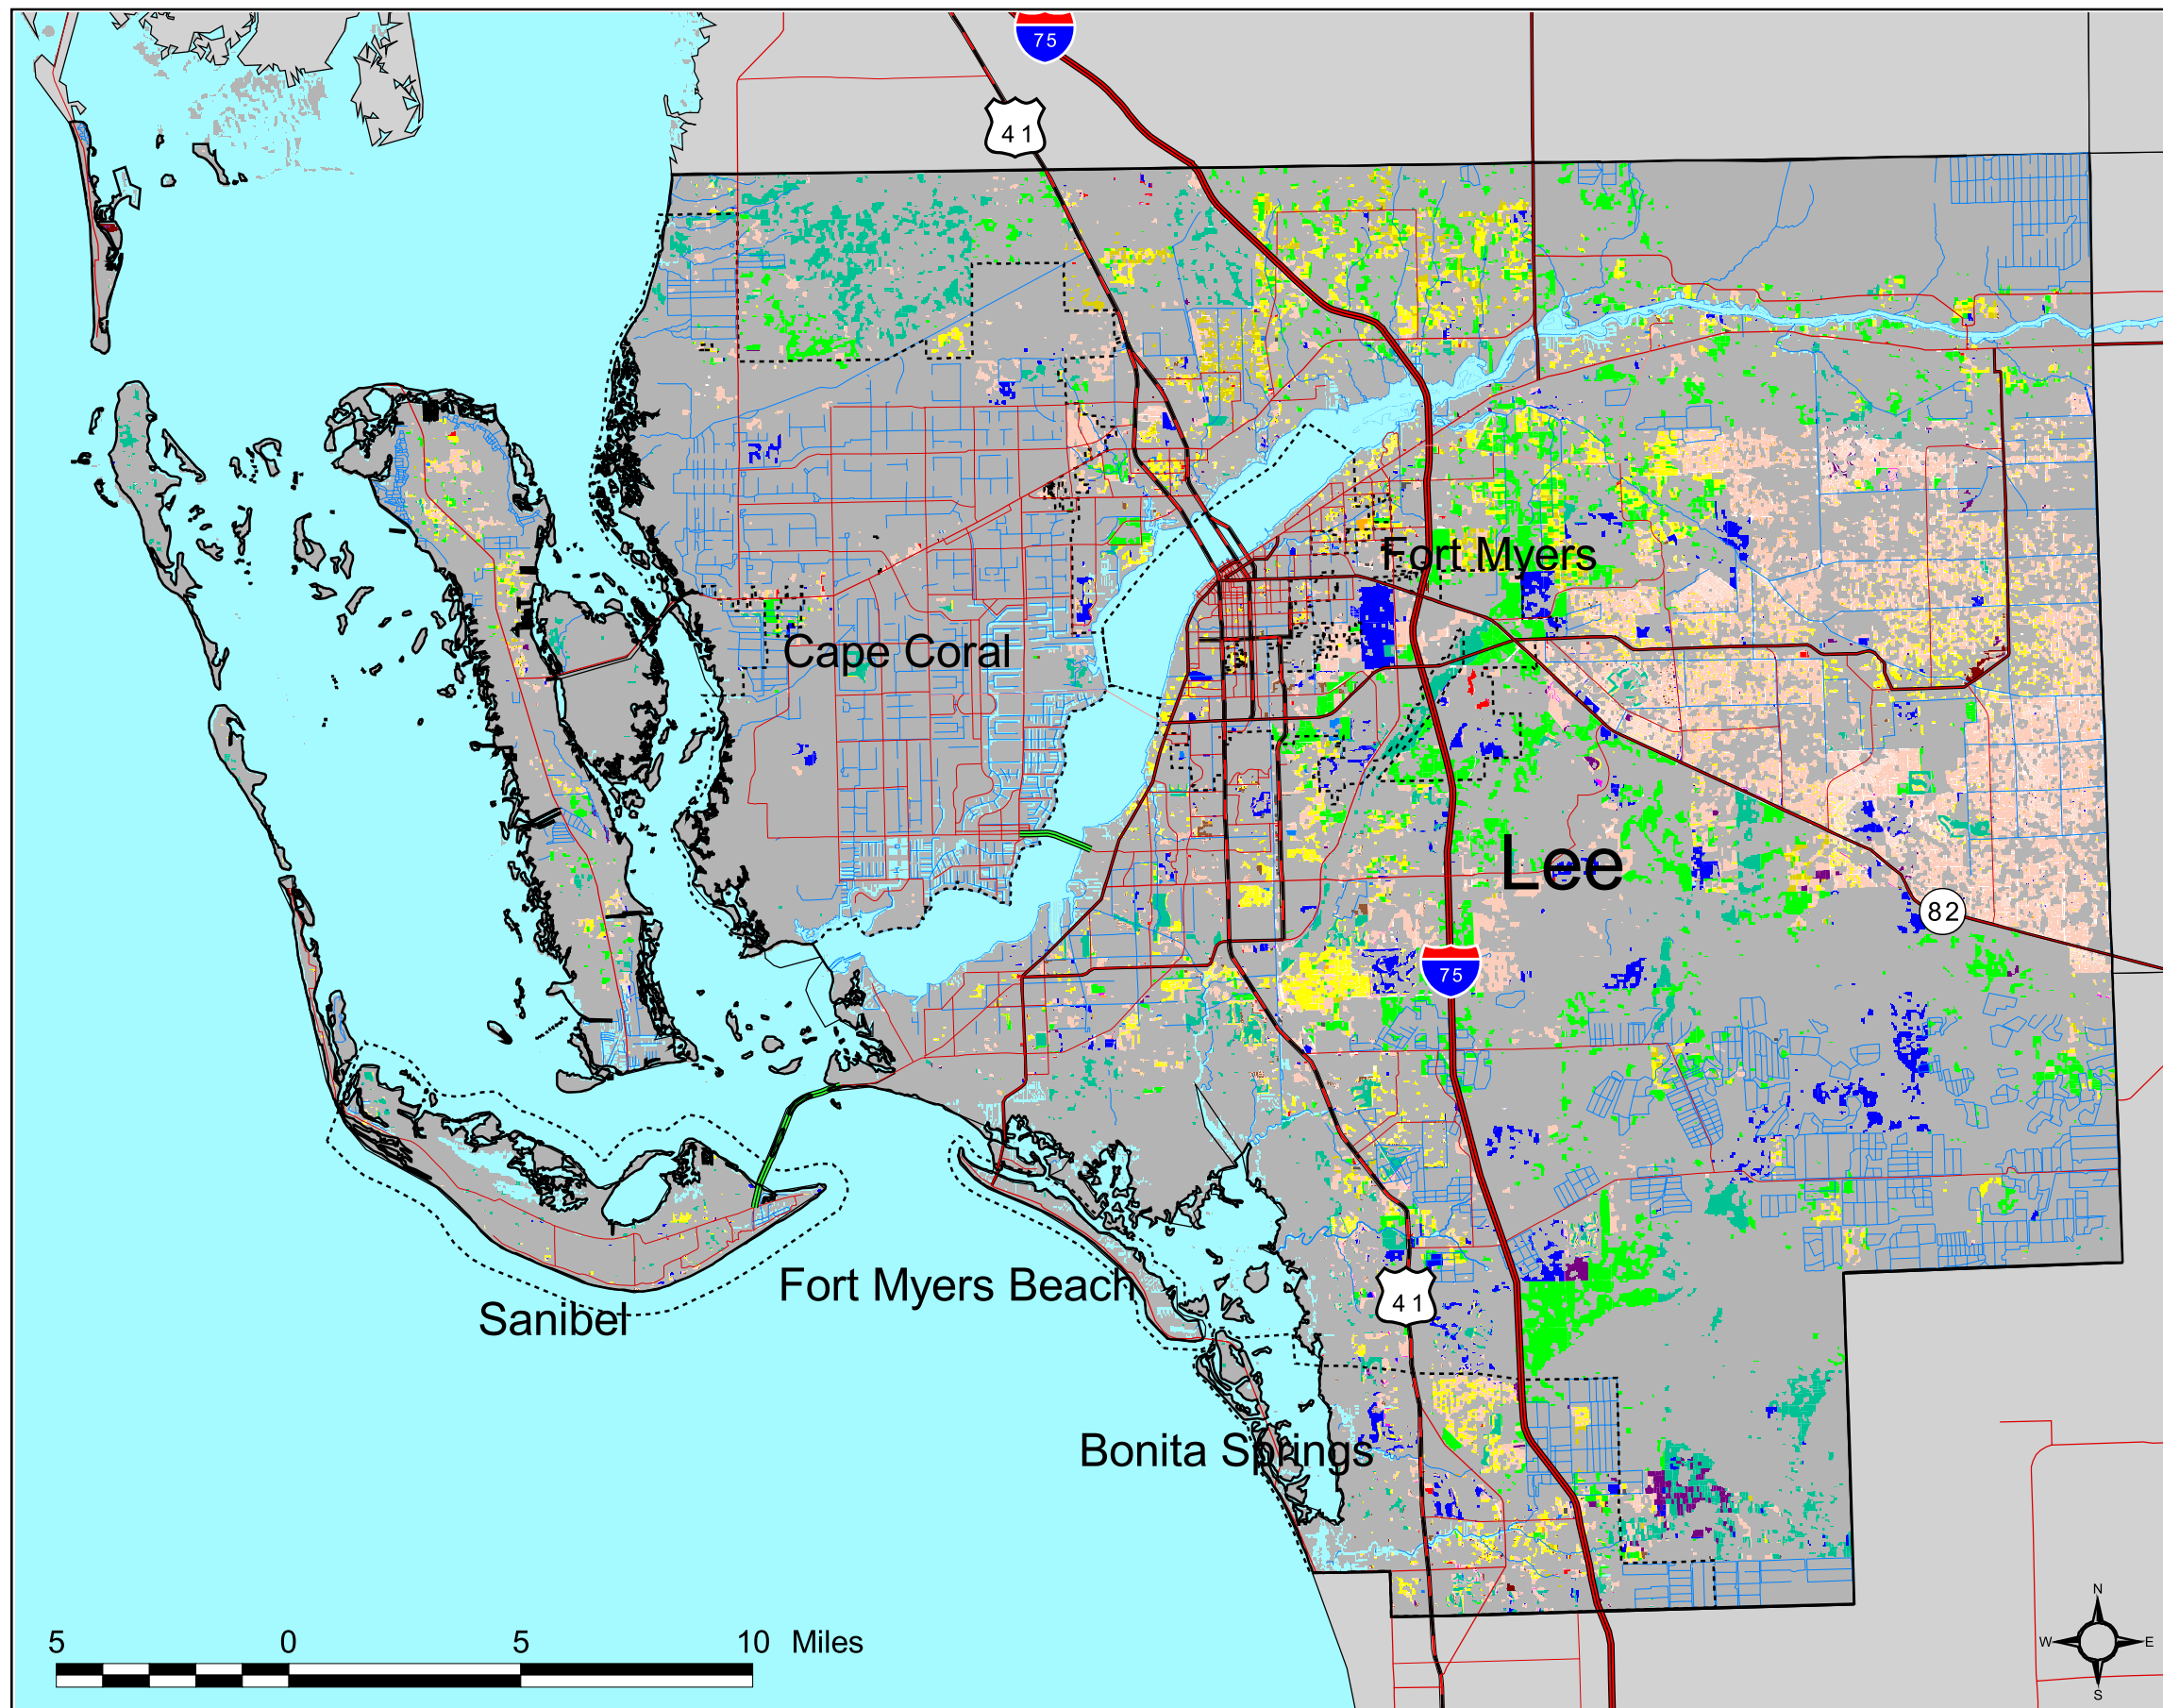 75
41
Fort Myers
Cape Coral
Lee
82
75
Fort Myers Beach
41
Sanibel
Bonita Springs
N
5 0 5 10 Miles
W E
S